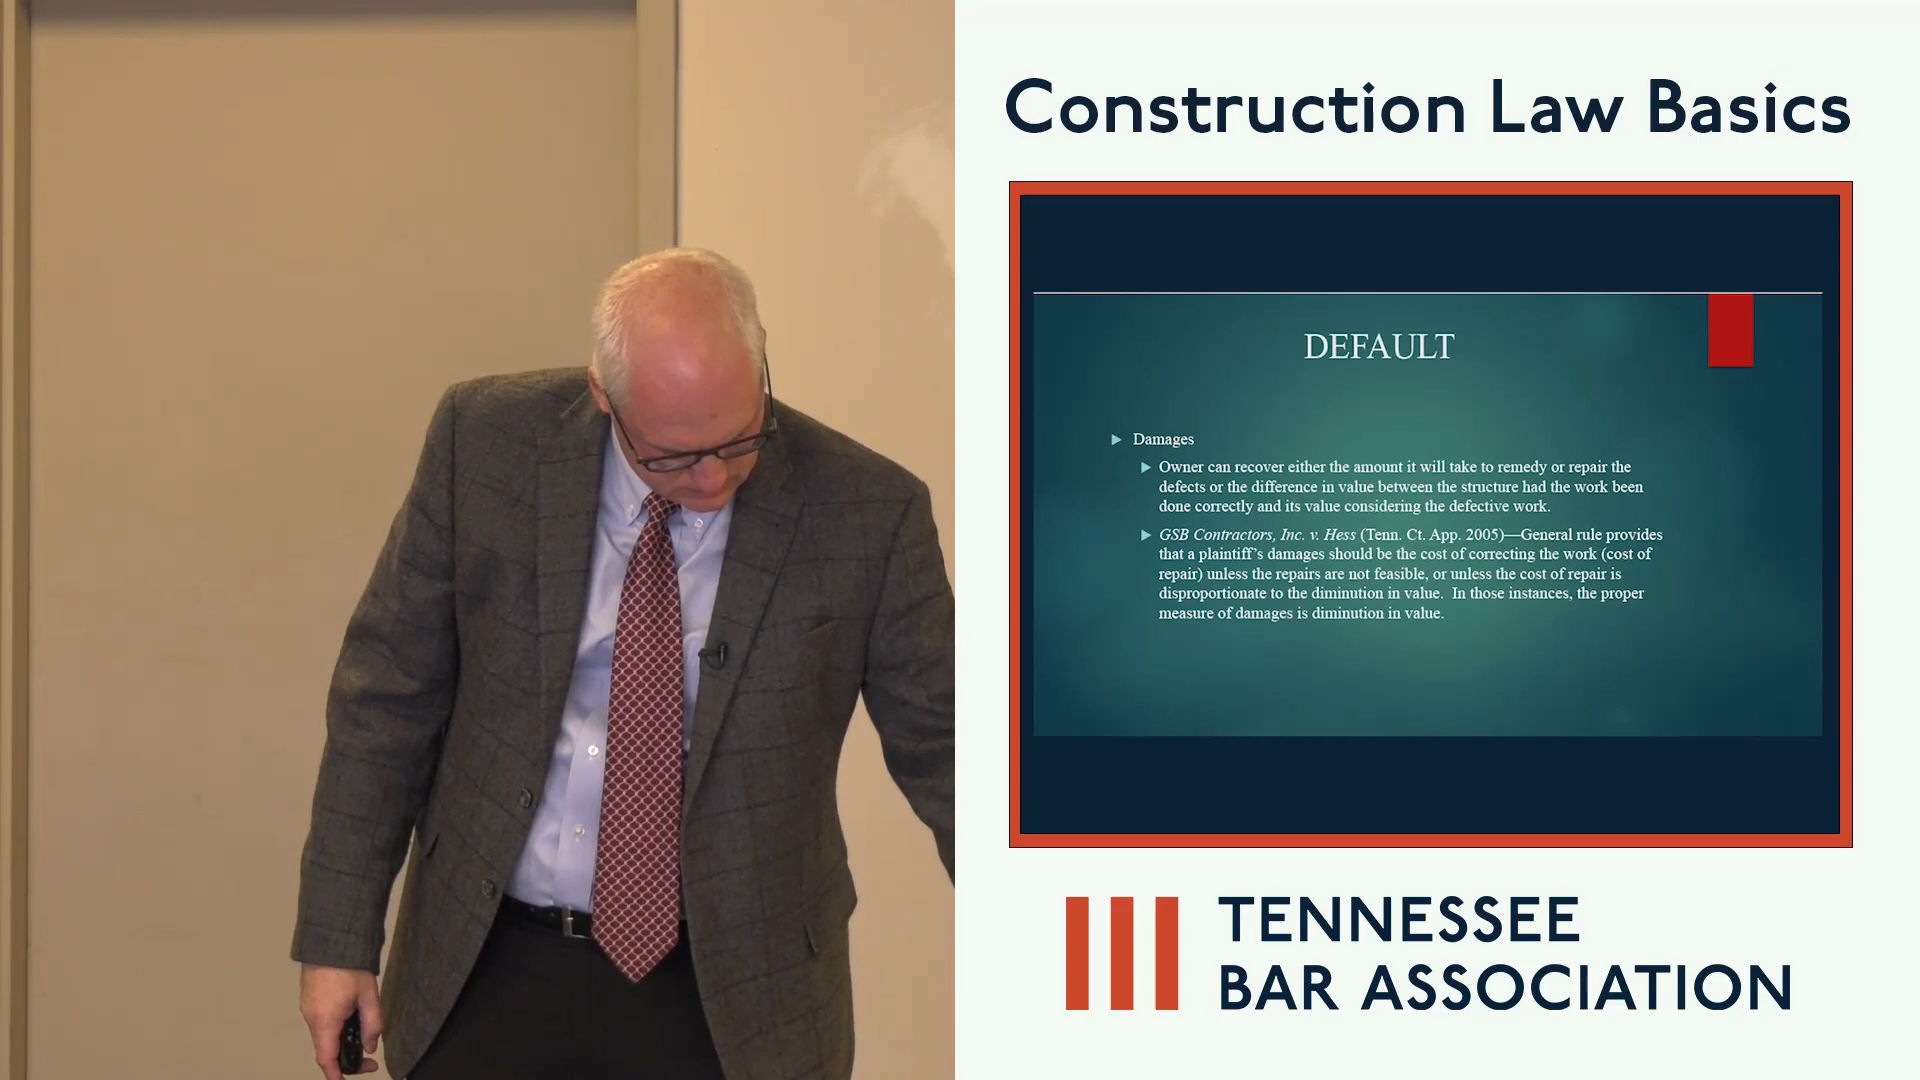 Construction Law Basics
DEFAULT
Damages
Owner can recover either the amount it will take to remedy or repair the
defects or the difference in value between the structure had the work been
done correctly and its value considering the defective work.
GSB Contractors, Inc. v. Hess (Tenn. Ct. App. 2005)—General rule provides
that a plaintiff's damages should be the cost of correcting the work (cost of
repair) unless the repairs are not feasible, or unless the cost of repair is
disproportionate to the diminution in value.  In those instances, the proper
measure of damages is diminution in value.
TENNESSEE
BAR ASSOCIATION